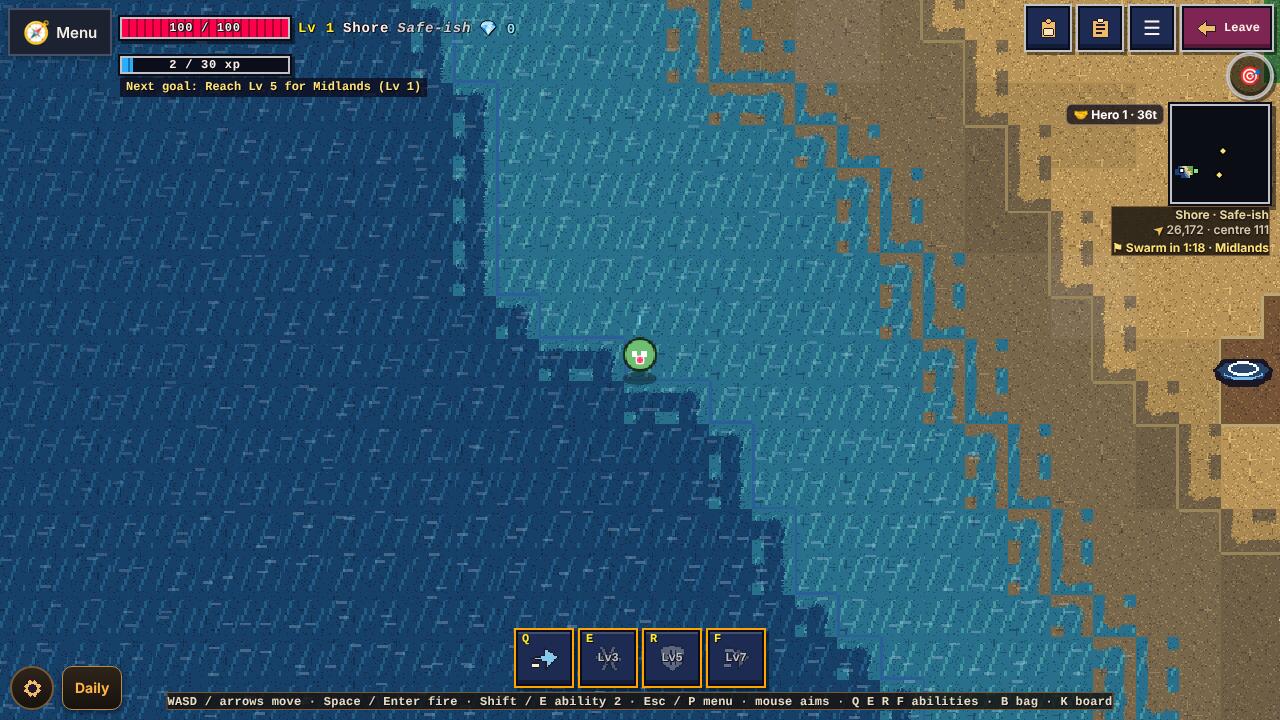 Menu
100 / 100
Lv 1 Shore Safe-ish 0
2 / 30 xp
Next goal: Reach Lv 5 for Midlands (Lv 1)
Leave
Hero 1 · 36t
Shore · Safe-ish
26,172 · centre 111
Swarm in 1:18 · Midlands
Q
E
Lv3
R
Lv5
F
Lv7
Daily
WASD / arrows move · Space / Enter fire · Shift / E ability 2 · Esc / P menu · mouse aims · Q E R F abilities · B bag · K board